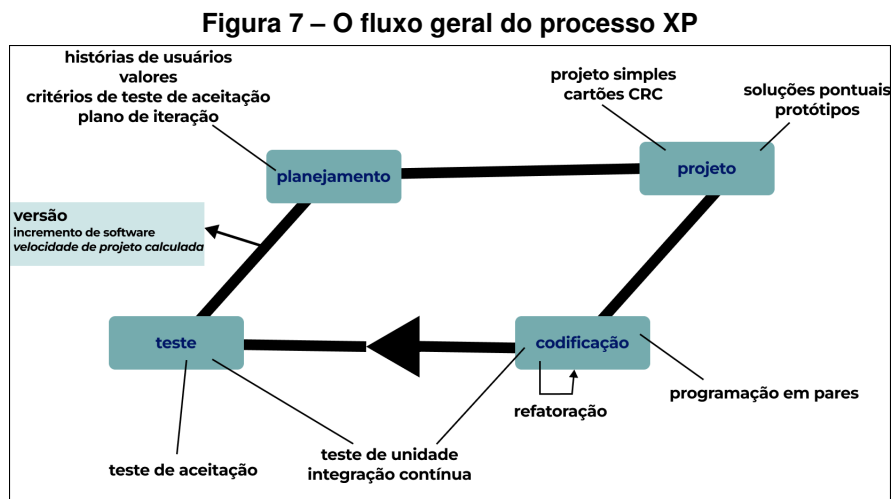 Figura 7 – O fluxo geral do processo XP
histórias de usuários
valores
critérios de teste de aceitação
plano de iteração
projeto simples
cartões CRC
soluções pontuais
protótipos
planejamento
projeto
versão
incremento de software
velocidade de projeto calculada
teste
codificação
refatoração
programação em pares
teste de unidade
integração contínua
teste de aceitação